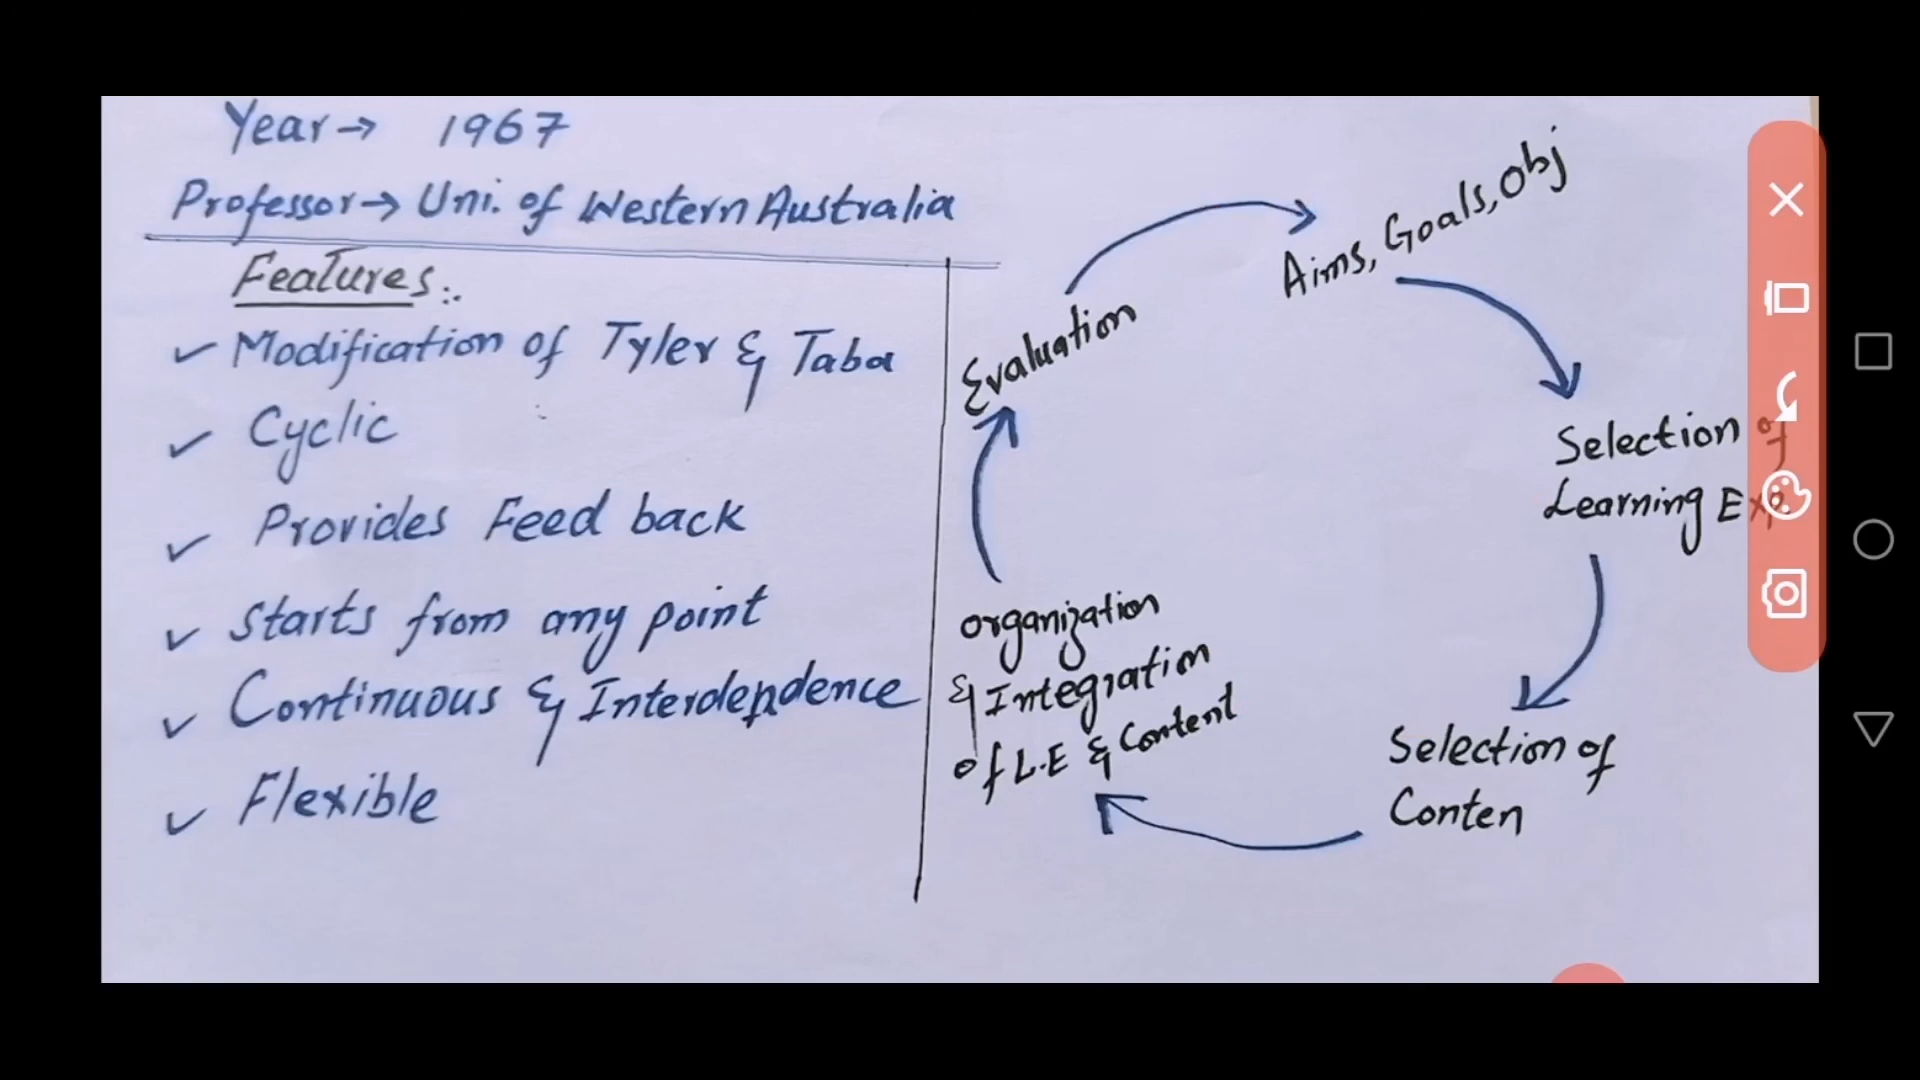 Year → 1967
Professor → Uni. of Western Australia
Features:.
✓ Modification of Tyler & Taba
✓ Cyclic
✓ Provides Feed back
✓ Starts from any point
✓ Continuous & Interdependence
✓ Flexible
Aims, Goals, Obj
Selection of
Learning Exp
Selection of
Conten
organization
& Integration
of L.E & Content
Evaluation